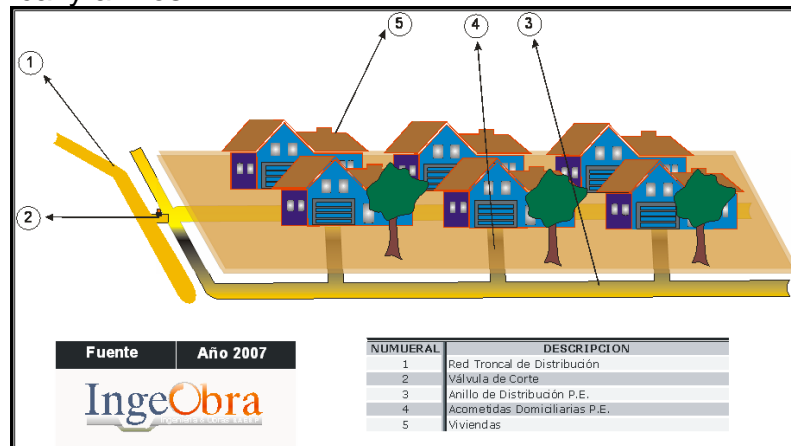 5
4
3
1
2
Fuente Año 2007
IngeObra
NUMUERAL DESCRIPCION
1 Red Troncal de Distribución
2 Válvula de Corte
3 Anillo de Distribución P.E.
4 Acometidas Domiciliarias P.E.
5 Viviendas